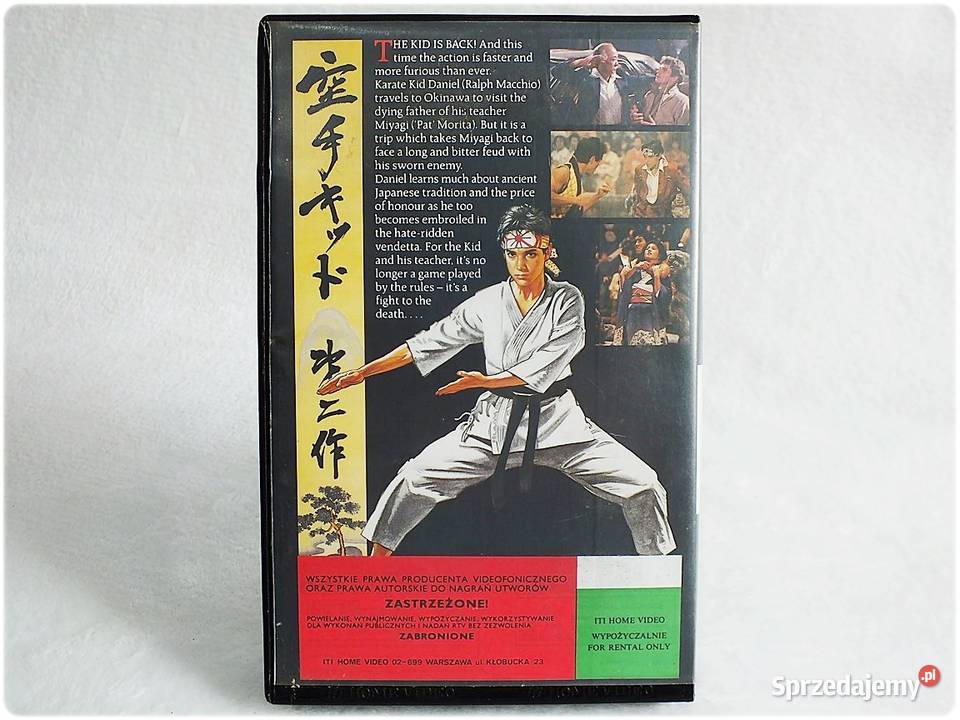 空手キッド 第二作
THE KID IS BACK! And this
time the action is faster and
more furious than ever.
Karate Kid Daniel (Ralph Macchio)
travels to Okinawa to visit the
dying father of his teacher
Miyagi ('Pat' Morita). But it is a
trip which takes Miyagi back to
face a long and bitter feud with
his sworn enemy.
Daniel learns much about ancient
Japanese tradition and the price
of honour as he too
becomes embroiled in
the hate-ridden
vendetta. For the Kid
and his teacher, it's no
longer a game played
by the rules – it's a
fight to the
death. . . .
WSZYSTKIE PRAWA PRODUCENTA VIDEOFONICZNEGO
ORAZ PRAWA AUTORSKIE DO NAGRAŃ UTWORÓW
ZASTRZEŻONE!
POWIELANIE, WYNAJMOWANIE, WYPOŻYCZANIE, WYKORZYSTYWANIE
DLA WYKONAŃ PUBLICZNYCH I NADAŃ RTV BEZ ZEZWOLENIA
ZABRONIONE
ITI HOME VIDEO 02-699 WARSZAWA ul. KŁOBUCKA 23
ITI HOME VIDEO
WYPOŻYCZALNIE
FOR RENTAL ONLY
HOME VIDEO
HOME VIDEO
Sprzedajemy.pl